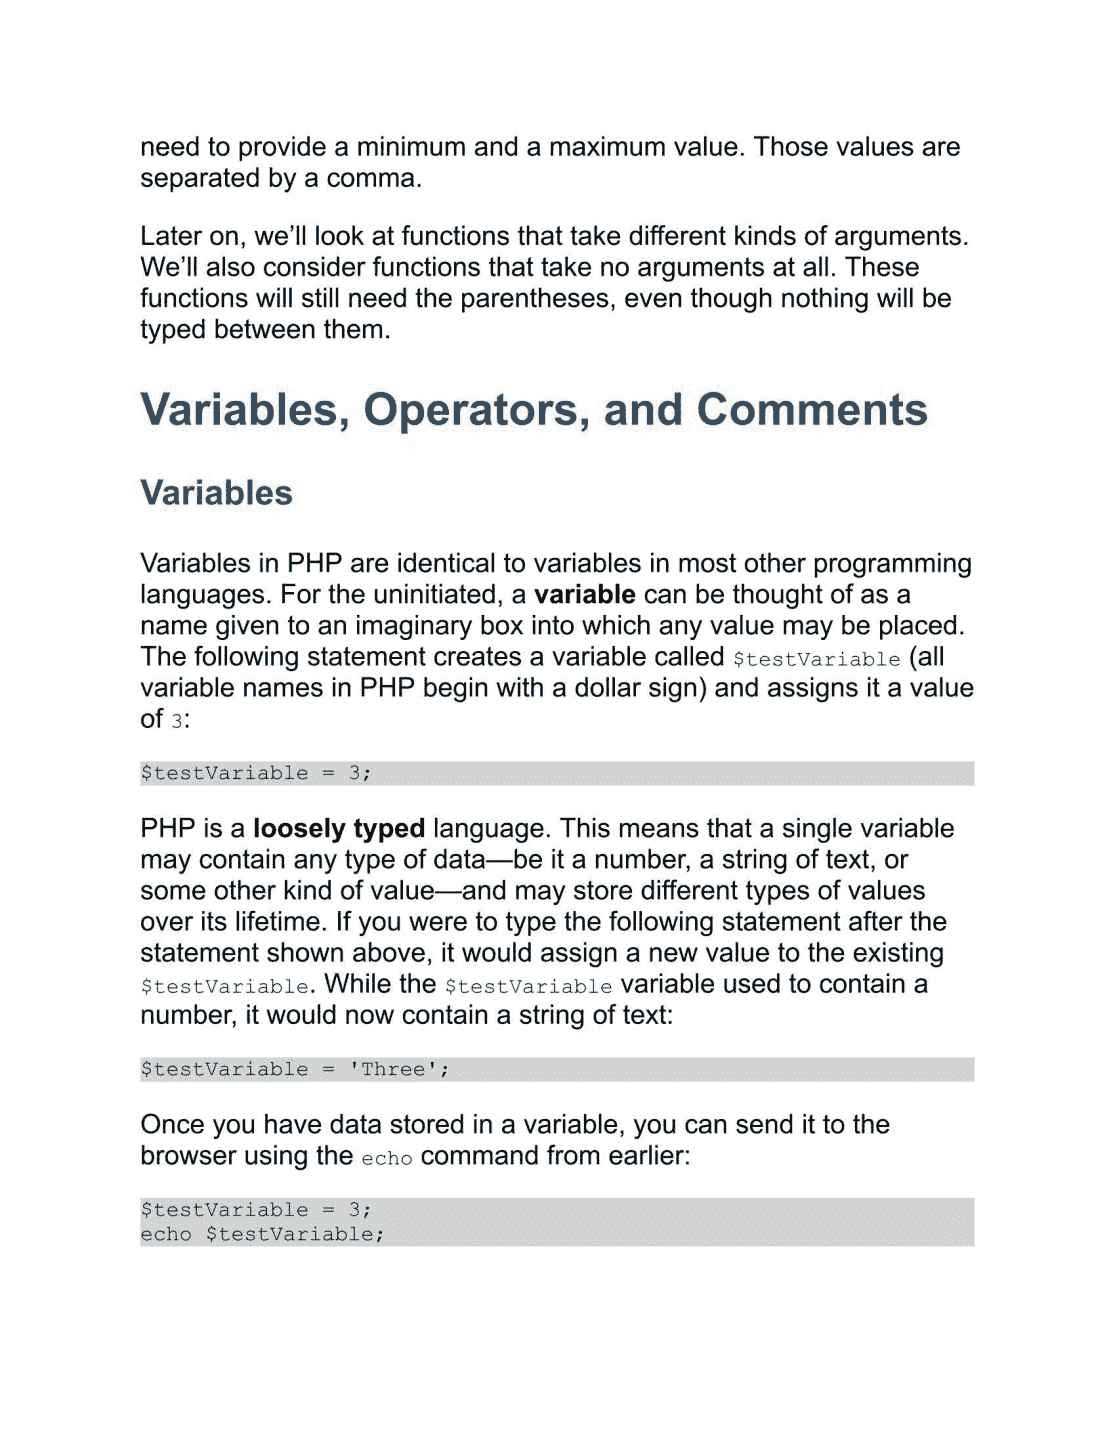 need to provide a minimum and a maximum value. Those values are
separated by a comma.
Later on, we’ll look at functions that take different kinds of arguments.
We’ll also consider functions that take no arguments at all. These
functions will still need the parentheses, even though nothing will be
typed between them.
Variables, Operators, and Comments
Variables
Variables in PHP are identical to variables in most other programming
languages. For the uninitiated, a variable can be thought of as a
name given to an imaginary box into which any value may be placed.
The following statement creates a variable called $testVariable (all
variable names in PHP begin with a dollar sign) and assigns it a value
of 3:
$testVariable = 3;
PHP is a loosely typed language. This means that a single variable
may contain any type of data—be it a number, a string of text, or
some other kind of value—and may store different types of values
over its lifetime. If you were to type the following statement after the
statement shown above, it would assign a new value to the existing
$testVariable. While the $testVariable variable used to contain a
number, it would now contain a string of text:
$testVariable = 'Three';
Once you have data stored in a variable, you can send it to the
browser using the echo command from earlier:
$testVariable = 3;
echo $testVariable;